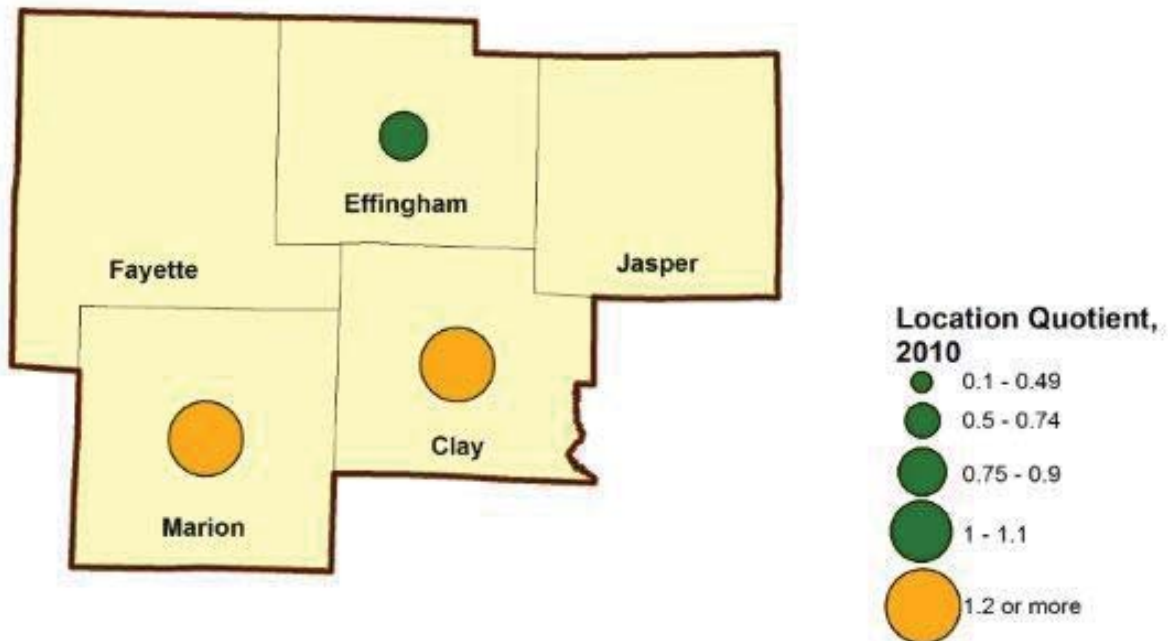 Effingham
Jasper
Fayette
Clay
Marion
Location Quotient,
2010
0.1 - 0.49
0.5 - 0.74
0.75 - 0.9
1 - 1.1
1.2 or more